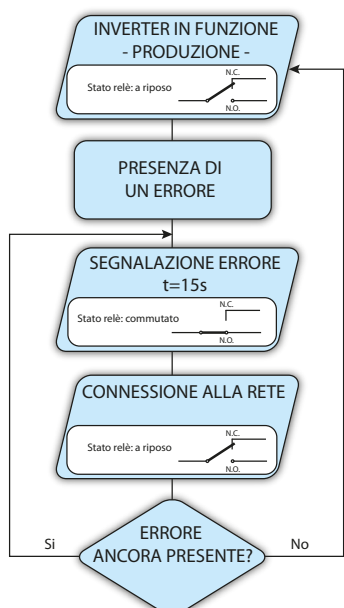 INVERTER IN FUNZIONE
- PRODUZIONE -
N.C.
Stato relè: a riposo
N.O.
PRESENZA DI
UN ERRORE
SEGNALAZIONE ERRORE
t=15s
N.C.
Stato relè: commutato
N.O.
CONNESSIONE ALLA RETE
N.C.
Stato relè: a riposo
N.O.
Si
ERRORE
ANCORA PRESENTE?
No